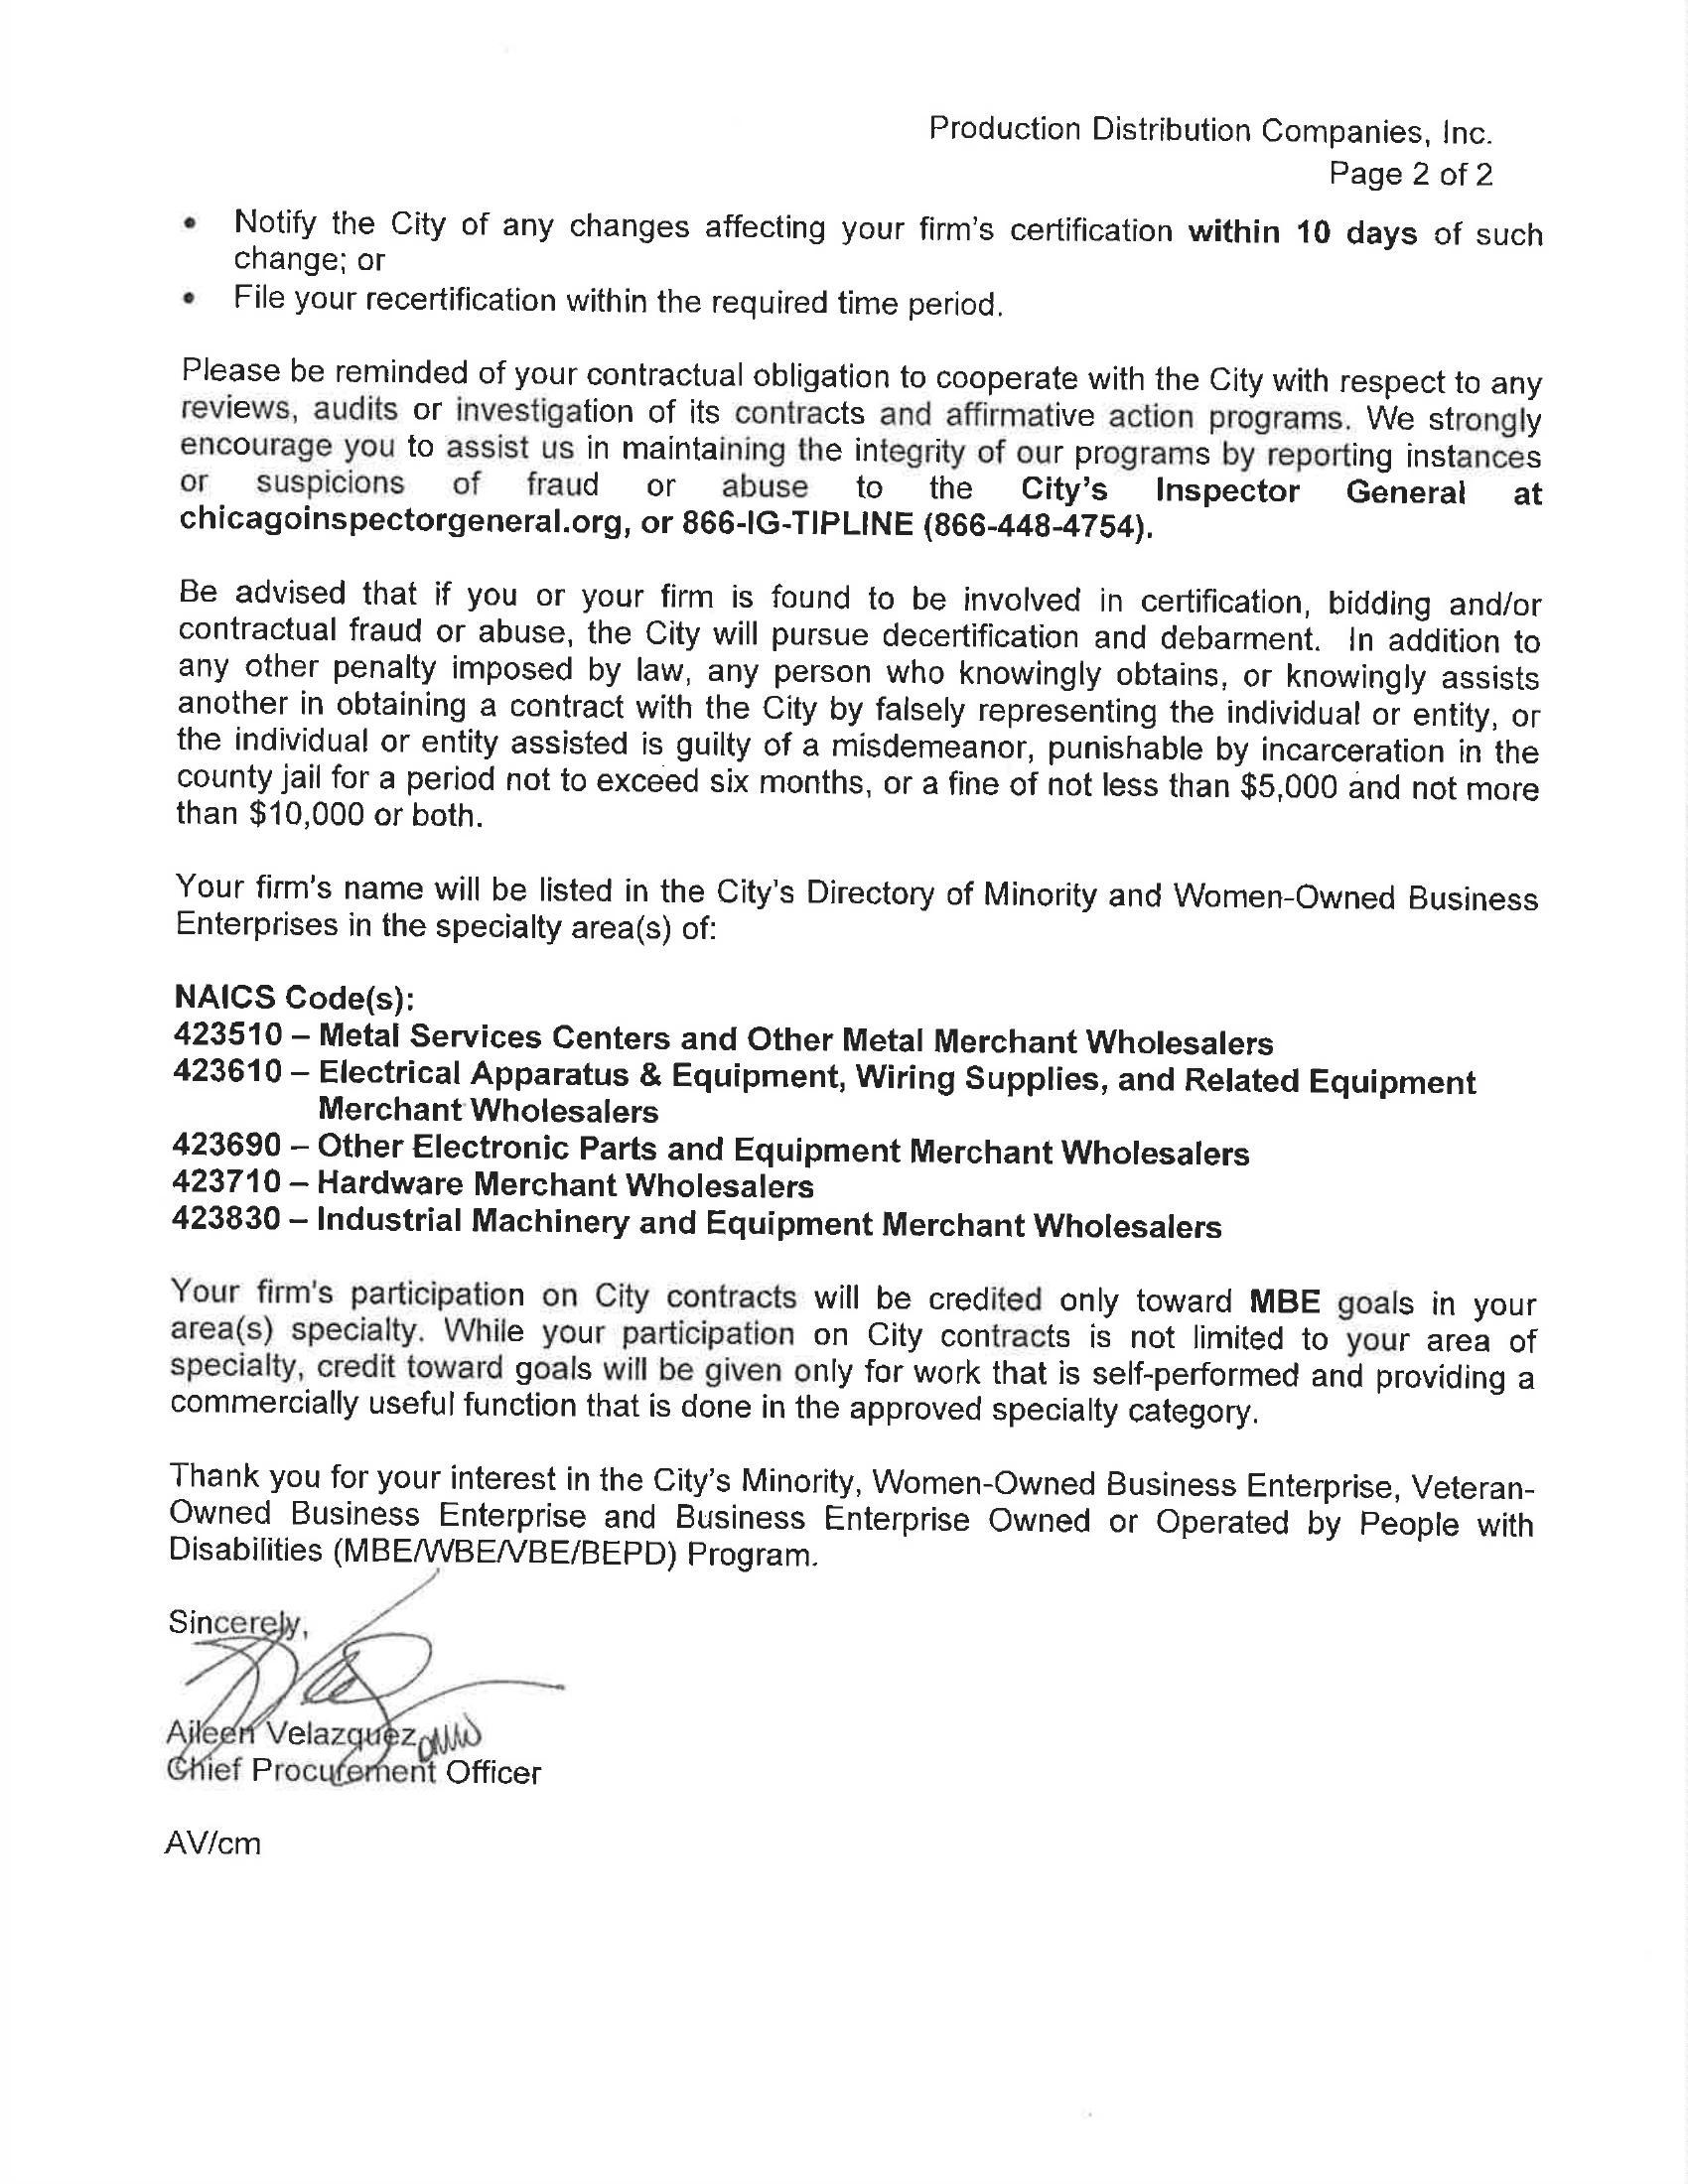 Production Distribution Companies, Inc.
Page 2 of 2
• Notify the City of any changes affecting your firm's certification within 10 days of such
change; or
• File your recertification within the required time period.
Please be reminded of your contractual obligation to cooperate with the City with respect to any
reviews, audits or investigation of its contracts and affirmative action programs. We strongly
encourage you to assist us in maintaining the integrity of our programs by reporting instances
or suspicions of fraud or abuse to the City's Inspector General at
chicagoinspectorgeneral.org, or 866-IG-TIPLINE (866-448-4754).
Be advised that if you or your firm is found to be involved in certification, bidding and/or
contractual fraud or abuse, the City will pursue decertification and debarment. In addition to
any other penalty imposed by law, any person who knowingly obtains, or knowingly assists
another in obtaining a contract with the City by falsely representing the individual or entity, or
the individual or entity assisted is guilty of a misdemeanor, punishable by incarceration in the
county jail for a period not to exceed six months, or a fine of not less than $5,000 and not more
than $10,000 or both.
Your firm's name will be listed in the City's Directory of Minority and Women-Owned Business
Enterprises in the specialty area(s) of:
NAICS Code(s):
423510 – Metal Services Centers and Other Metal Merchant Wholesalers
423610 – Electrical Apparatus & Equipment, Wiring Supplies, and Related Equipment
Merchant Wholesalers
423690 – Other Electronic Parts and Equipment Merchant Wholesalers
423710 – Hardware Merchant Wholesalers
423830 – Industrial Machinery and Equipment Merchant Wholesalers
Your firm's participation on City contracts will be credited only toward MBE goals in your
area(s) specialty. While your participation on City contracts is not limited to your area of
specialty, credit toward goals will be given only for work that is self-performed and providing a
commercially useful function that is done in the approved specialty category.
Thank you for your interest in the City's Minority, Women-Owned Business Enterprise, Veteran-
Owned Business Enterprise and Business Enterprise Owned or Operated by People with
Disabilities (MBE/WBE/VBE/BEPD) Program.
Sincerely,
Aileen Velazquez
Chief Procurement Officer
AV/cm